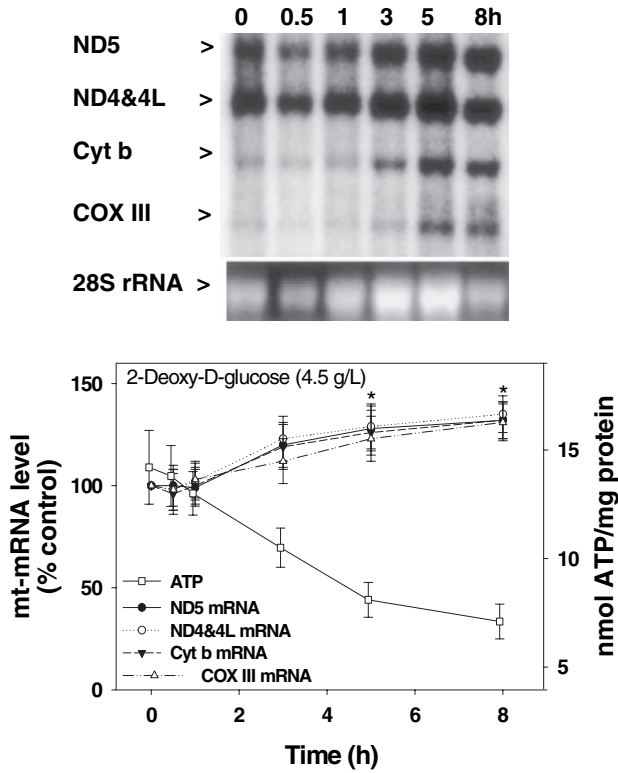 0 0.5 1 3 5 8h
ND5 >
ND4&4L >
Cyt b >
COX III >
28S rRNA >
2-Deoxy-D-glucose (4.5 g/L)
* *
150
100
50
0
mt-mRNA level
(% control)
15
10
5
nmol ATP/mg protein
ATP
ND5 mRNA
ND4&4L mRNA
Cyt b mRNA
COX III mRNA
0 2 4 6 8
Time (h)